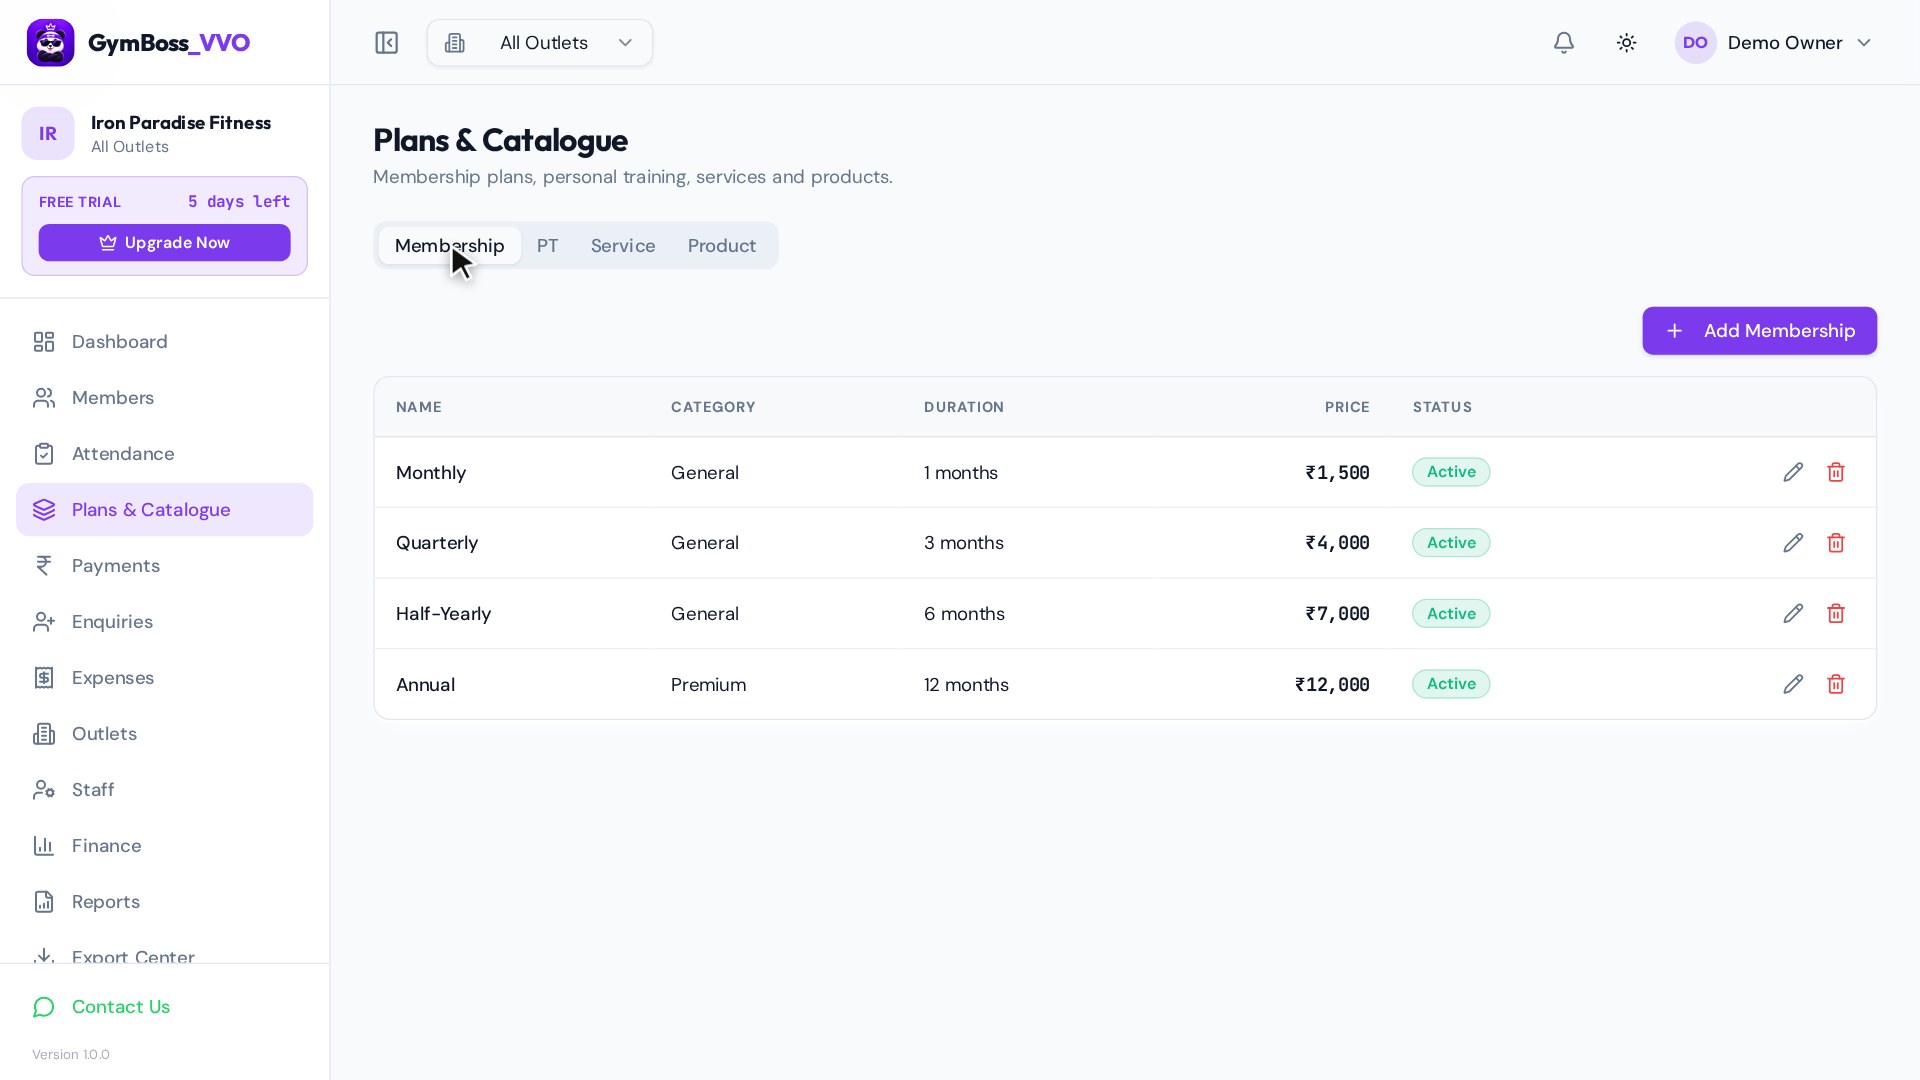 GymBoss_VVO
All Outlets
DO
Demo Owner
IR
Iron Paradise Fitness
All Outlets
FREE TRIAL
5 days left
Upgrade Now
Dashboard
Members
Attendance
Plans & Catalogue
Payments
Enquiries
Expenses
Outlets
Staff
Finance
Reports
Export Center
Contact Us
Version 1.0.0
Plans & Catalogue
Membership plans, personal training, services and products.
Membership PT Service Product
+ Add Membership
NAME CATEGORY DURATION PRICE STATUS
Monthly General 1 months ₹1,500 Active
Quarterly General 3 months ₹4,000 Active
Half-Yearly General 6 months ₹7,000 Active
Annual Premium 12 months ₹12,000 Active